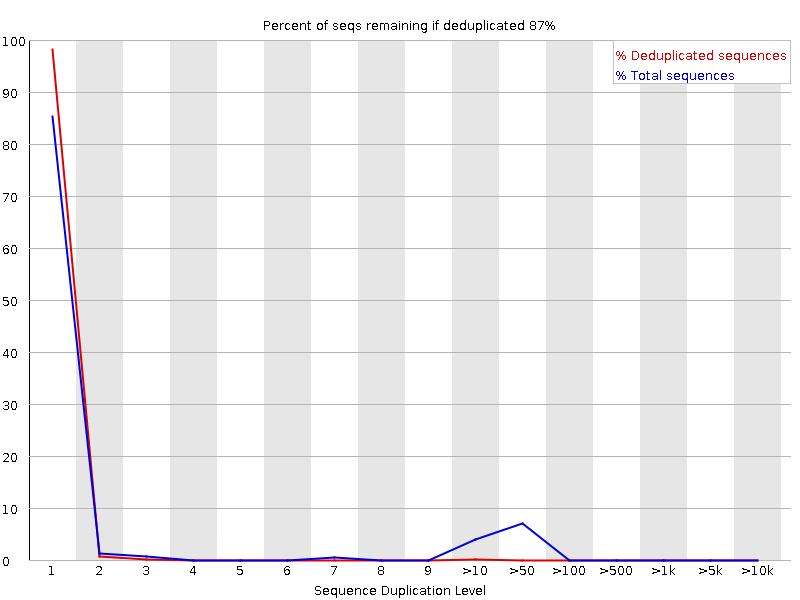 Percent of seqs remaining if deduplicated 87%
% Deduplicated sequences
% Total sequences
100
90
80
70
60
50
40
30
20
10
0
1 2 3 4 5 6 7 8 9 >10 >50 >100 >500 >1k >5k >10k
Sequence Duplication Level